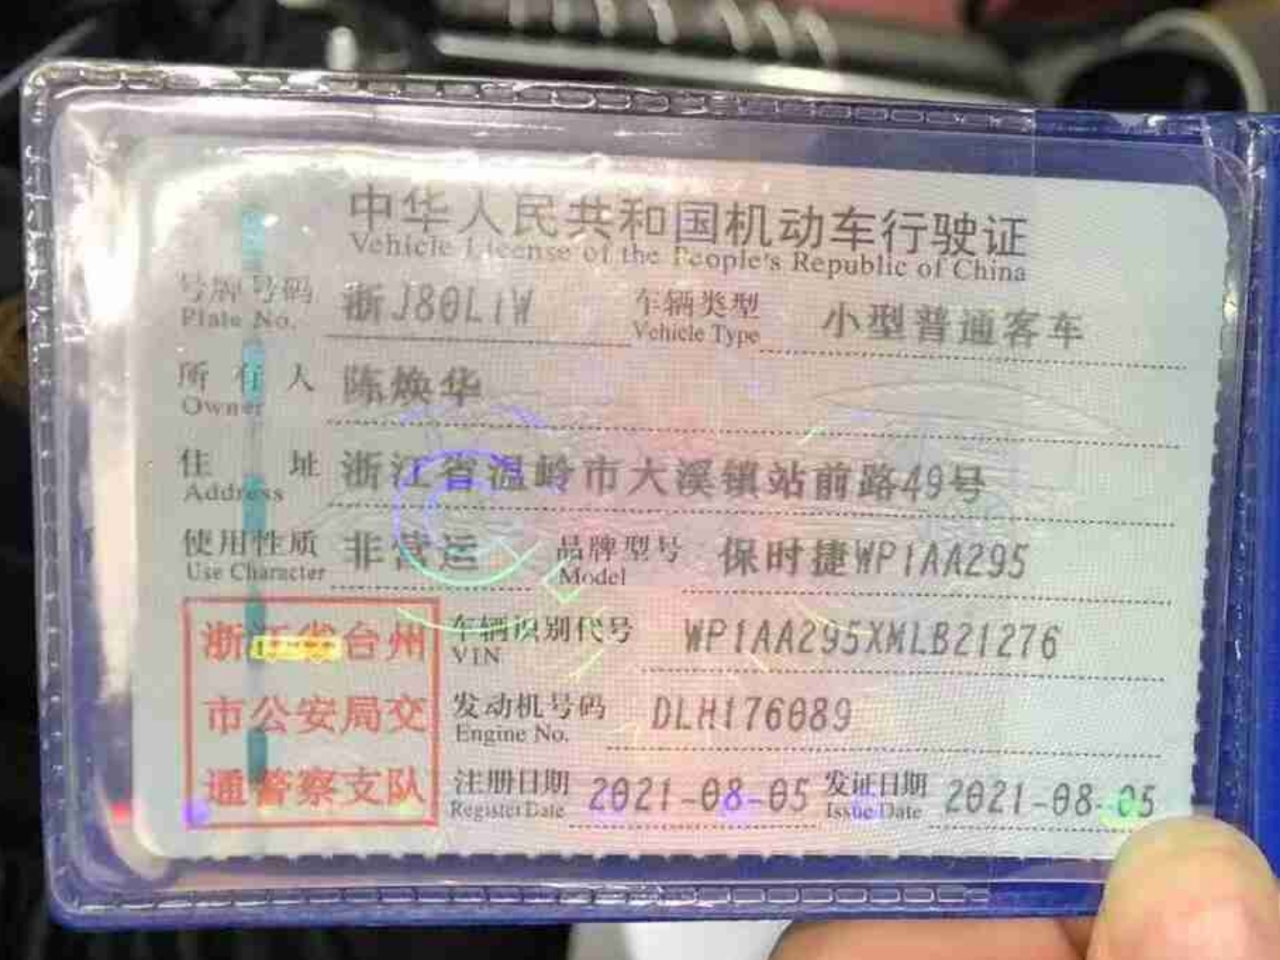 中华人民共和国机动车行驶证
Vehicle License of the People's Republic of China
号牌号码 浙J80L1W 车辆类型 小型普通客车
Plate No. Vehicle Type
所有人 陈焕华
Owner
住址 浙江省温岭市大溪镇站前路49号
Address
使用性质 非营运 品牌型号 保时捷WP1AA295
Use Character Model
浙江省台州
市公安局交
通警察支队
车辆识别代号 WP1AA295XMLB21276
VIN
发动机号码 DLH176089
Engine No.
注册日期 2021-08-05 发证日期 2021-08-05
Register Date Issue Date